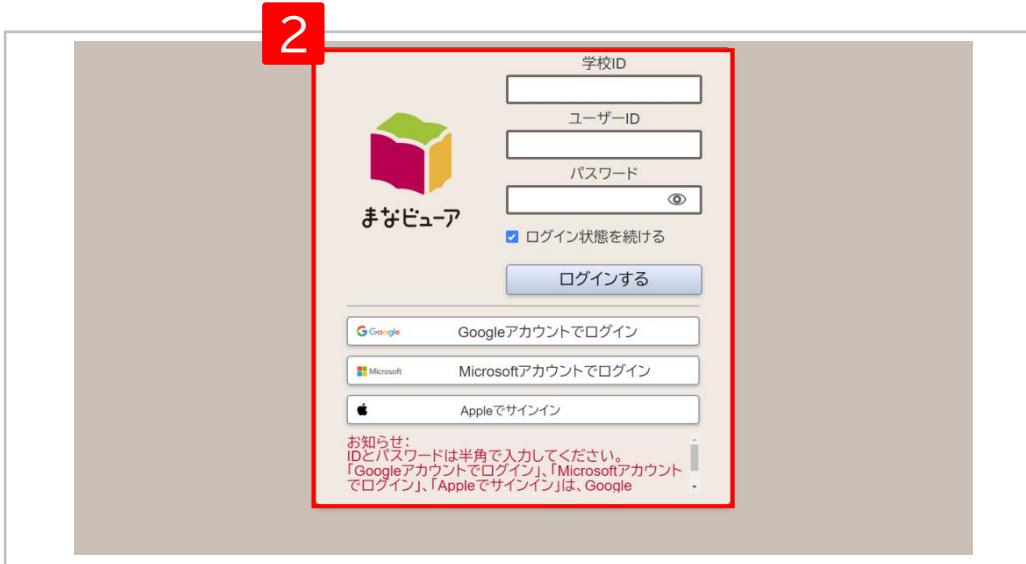 2
学校ID
ユーザーID
パスワード
まなビューア
ログイン状態を続ける
ログインする
Google Googleアカウントでログイン
Microsoft Microsoftアカウントでログイン
Appleでサインイン
お知らせ:
IDとパスワードは半角で入力してください。
「Googleアカウントでログイン」、「Microsoftアカウント
でログイン」、「Appleでサインイン」は、Google